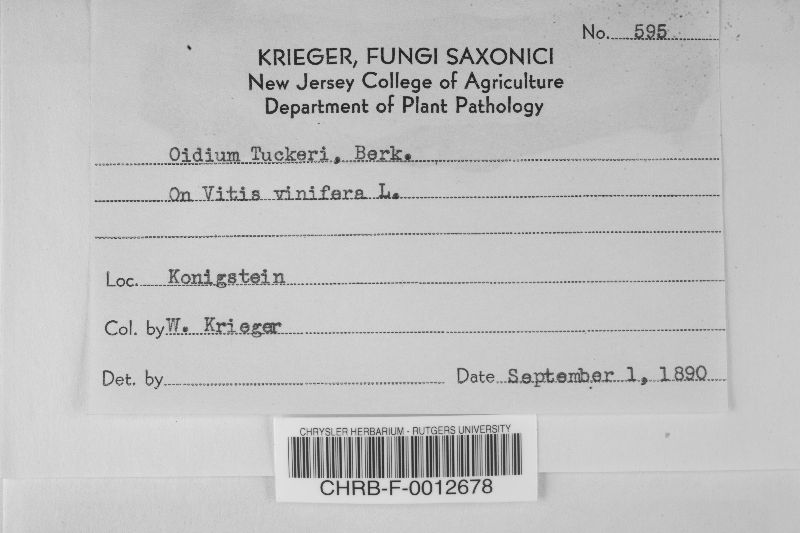 No. 595
KRIEGER, FUNGI SAXONICI
New Jersey College of Agriculture
Department of Plant Pathology
Oidium Tuckeri, Berk.
On Vitis vinifera L.
Loc. Konigstein
Col. by W. Krieger
Det. by
Date September 1, 1890
CHRYSLER HERBARIUM - RUTGERS UNIVERSITY
CHRB-F-0012678